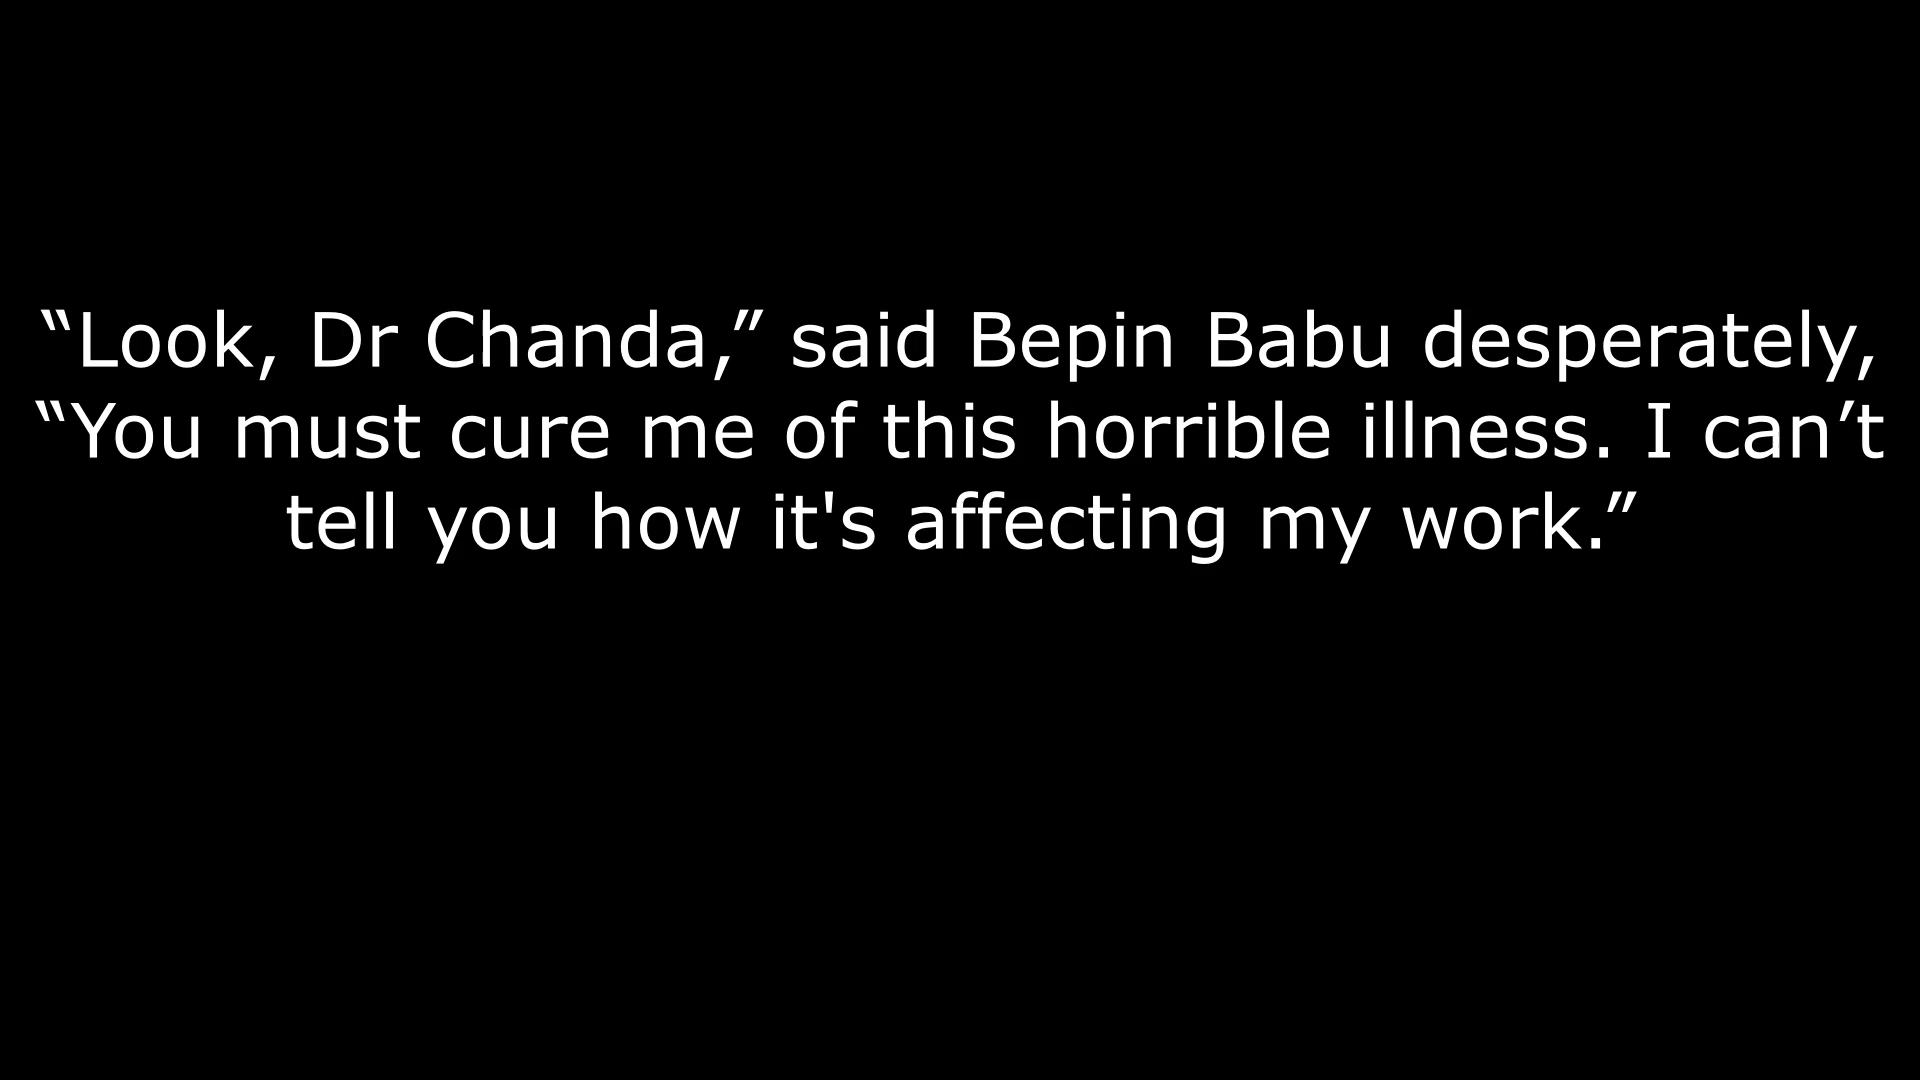 “Look, Dr Chanda,” said Bepin Babu desperately,
“You must cure me of this horrible illness. I can’t
tell you how it's affecting my work.”